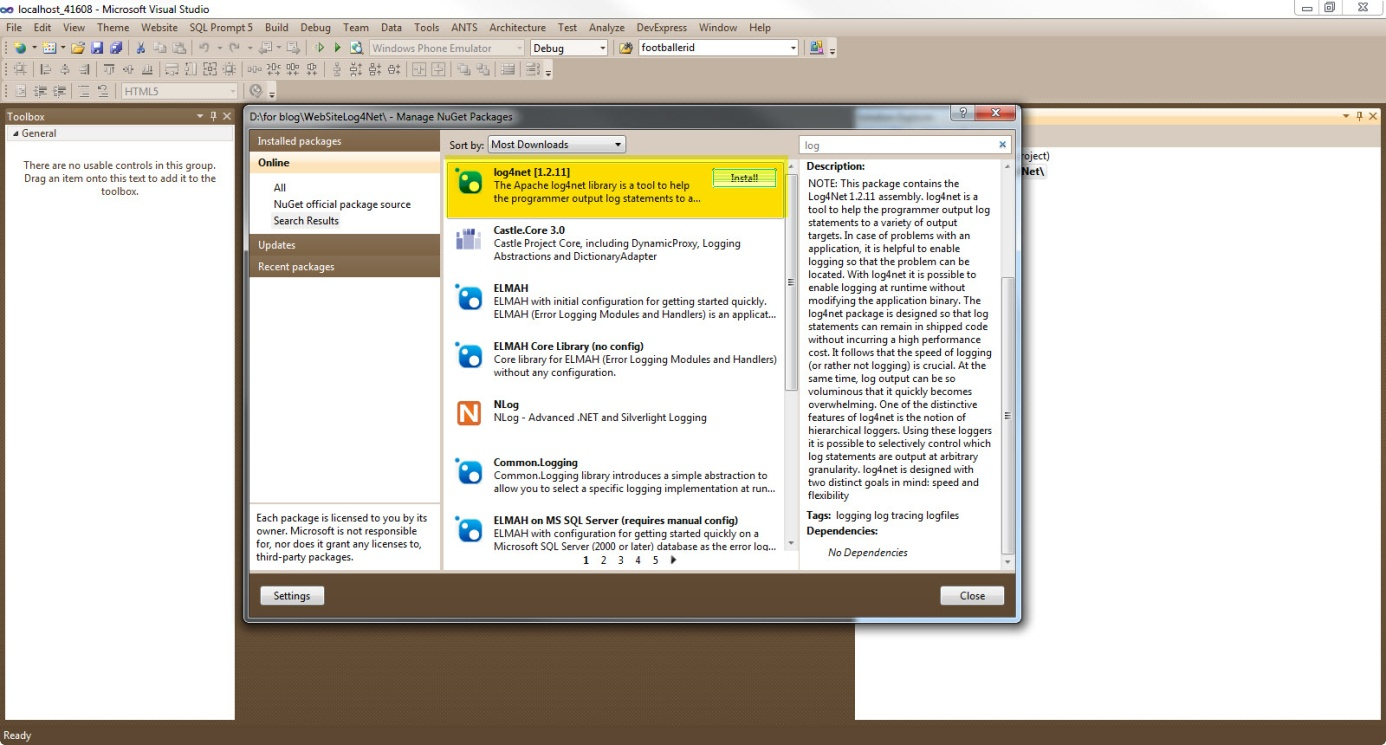 localhost_41608 - Microsoft Visual Studio
File Edit View Theme Website SQL Prompt 5 Build Debug Team Data Tools ANTS Architecture Test Analyze DevExpress Window Help
Windows Phone Emulator Debug footballerid
HTML5
Toolbox
General
There are no usable controls in this group.
Drag an item onto this text to add it to the
toolbox.
D:\for blog\WebSiteLog4Net\ - Manage NuGet Packages
Installed packages
Online
All
NuGet official package source
Search Results
Updates
Recent packages
Each package is licensed to you by its
owner. Microsoft is not responsible
for, nor does it grant any licenses to,
third-party packages.
Settings
Sort by: Most Downloads
log4net [1.2.11]
Install
The Apache log4net library is a tool to help
the programmer output log statements to a...
Castle.Core 3.0
Castle Project Core, including DynamicProxy, Logging
Abstractions and DictionaryAdapter
ELMAH
ELMAH with initial configuration for getting started quickly.
ELMAH (Error Logging Modules and Handlers) is an applicat...
ELMAH Core Library (no config)
Core library for ELMAH (Error Logging Modules and Handlers)
without any configuration.
NLog
NLog - Advanced .NET and Silverlight Logging
Common.Logging
Common.Logging library introduces a simple abstraction to
allow you to select a specific logging implementation at run...
ELMAH on MS SQL Server (requires manual config)
ELMAH with configuration for getting started quickly on a
Microsoft SQL Server (2000 or later) database as the error log...
1 2 3 4 5
log
Description:
NOTE: This package contains the
Log4Net 1.2.11 assembly. log4net is a
tool to help the programmer output log
statements to a variety of output
targets. In case of problems with an
application, it is helpful to enable
logging so that the problem can be
located. With log4net it is possible to
enable logging at runtime without
modifying the application binary. The
log4net package is designed so that log
statements can remain in shipped code
without incurring a high performance
cost. It follows that the speed of logging
(or rather not logging) is crucial. At the
same time, log output can be so
voluminous that it quickly becomes
overwhelming. One of the distinctive
features of log4net is the notion of
hierarchical loggers. Using these loggers
it is possible to selectively control which
log statements are output at arbitrary
granularity. log4net is designed with
two distinct goals in mind: speed and
flexibility
Tags: logging log tracing logfiles
Dependencies:
No Dependencies
Close
roject)
Net\
Ready